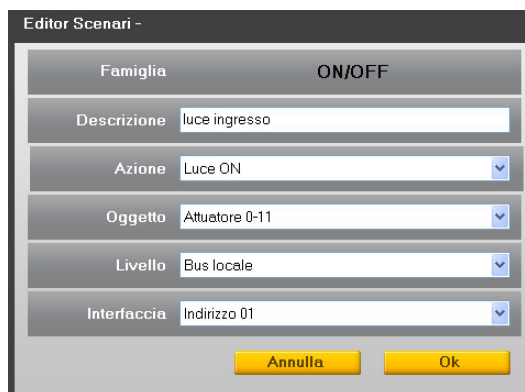 Editor Scenari -
Famiglia ON/OFF
Descrizione luce ingresso
Azione Luce ON
Oggetto Attuatore 0-11
Livello Bus locale
Interfaccia Indirizzo 01
Annulla Ok